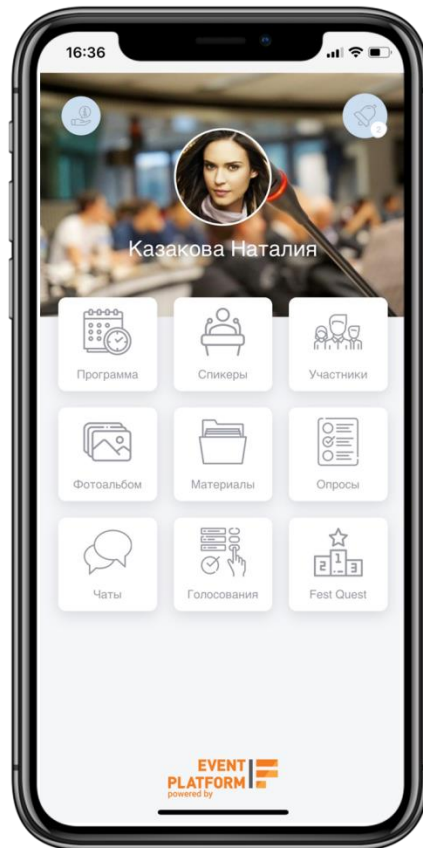 16:36
Казакова Наталия
Программа
Спикеры
Участники
Фотоальбом
Материалы
Опросы
Чаты
Голосования
Fest Quest
EVENT
PLATFORM
powered by